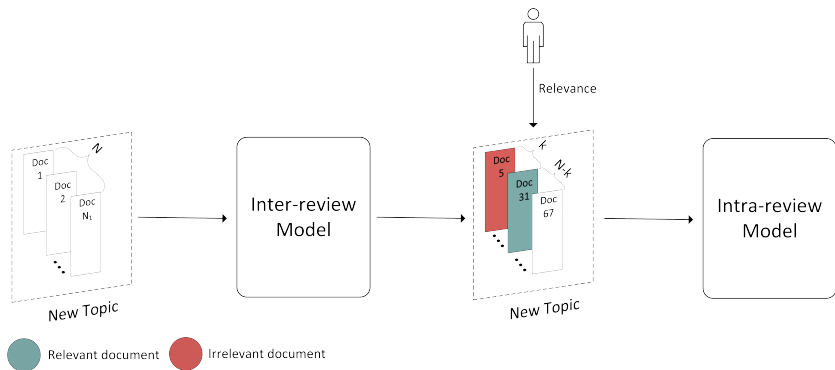 Relevance
N
Doc
1
Doc
2
Doc
N₁
New Topic
Inter-review
Model
k
N-k
Doc
5
Doc
31
Doc
67
New Topic
Intra-review
Model
Relevant document
Irrelevant document